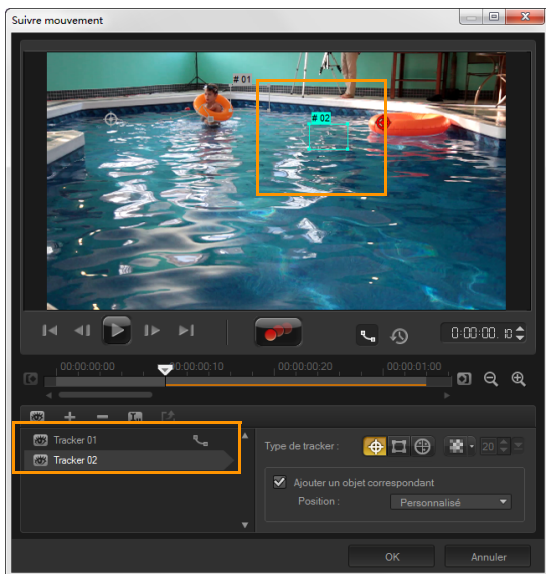 Suivre mouvement
# 01
# 02
0:00:00. 10
00:00:00:00
00:00:00:10
00:00:00:20
00:00:01:00
Tracker 01
Tracker 02
Type de tracker :
20
Ajouter un objet correspondant
Position :
Personnalisé
OK
Annuler